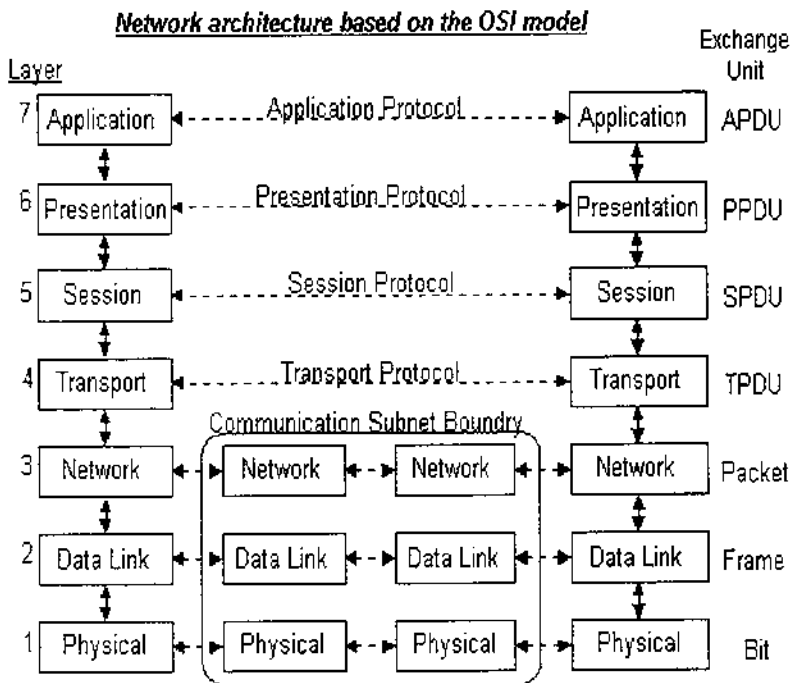 Network architecture based on the OSI model
Exchange
Unit
Layer
7 Application Application Protocol Application APDU
6 Presentation Presentation Protocol Presentation PPDU
5 Session Session Protocol Session SPDU
4 Transport Transport Protocol Transport TPDU
Communication Subnet Boundry
3 Network Network Network Network Packet
2 Data Link Data Link Data Link Data Link Frame
1 Physical Physical Physical Physical Bit